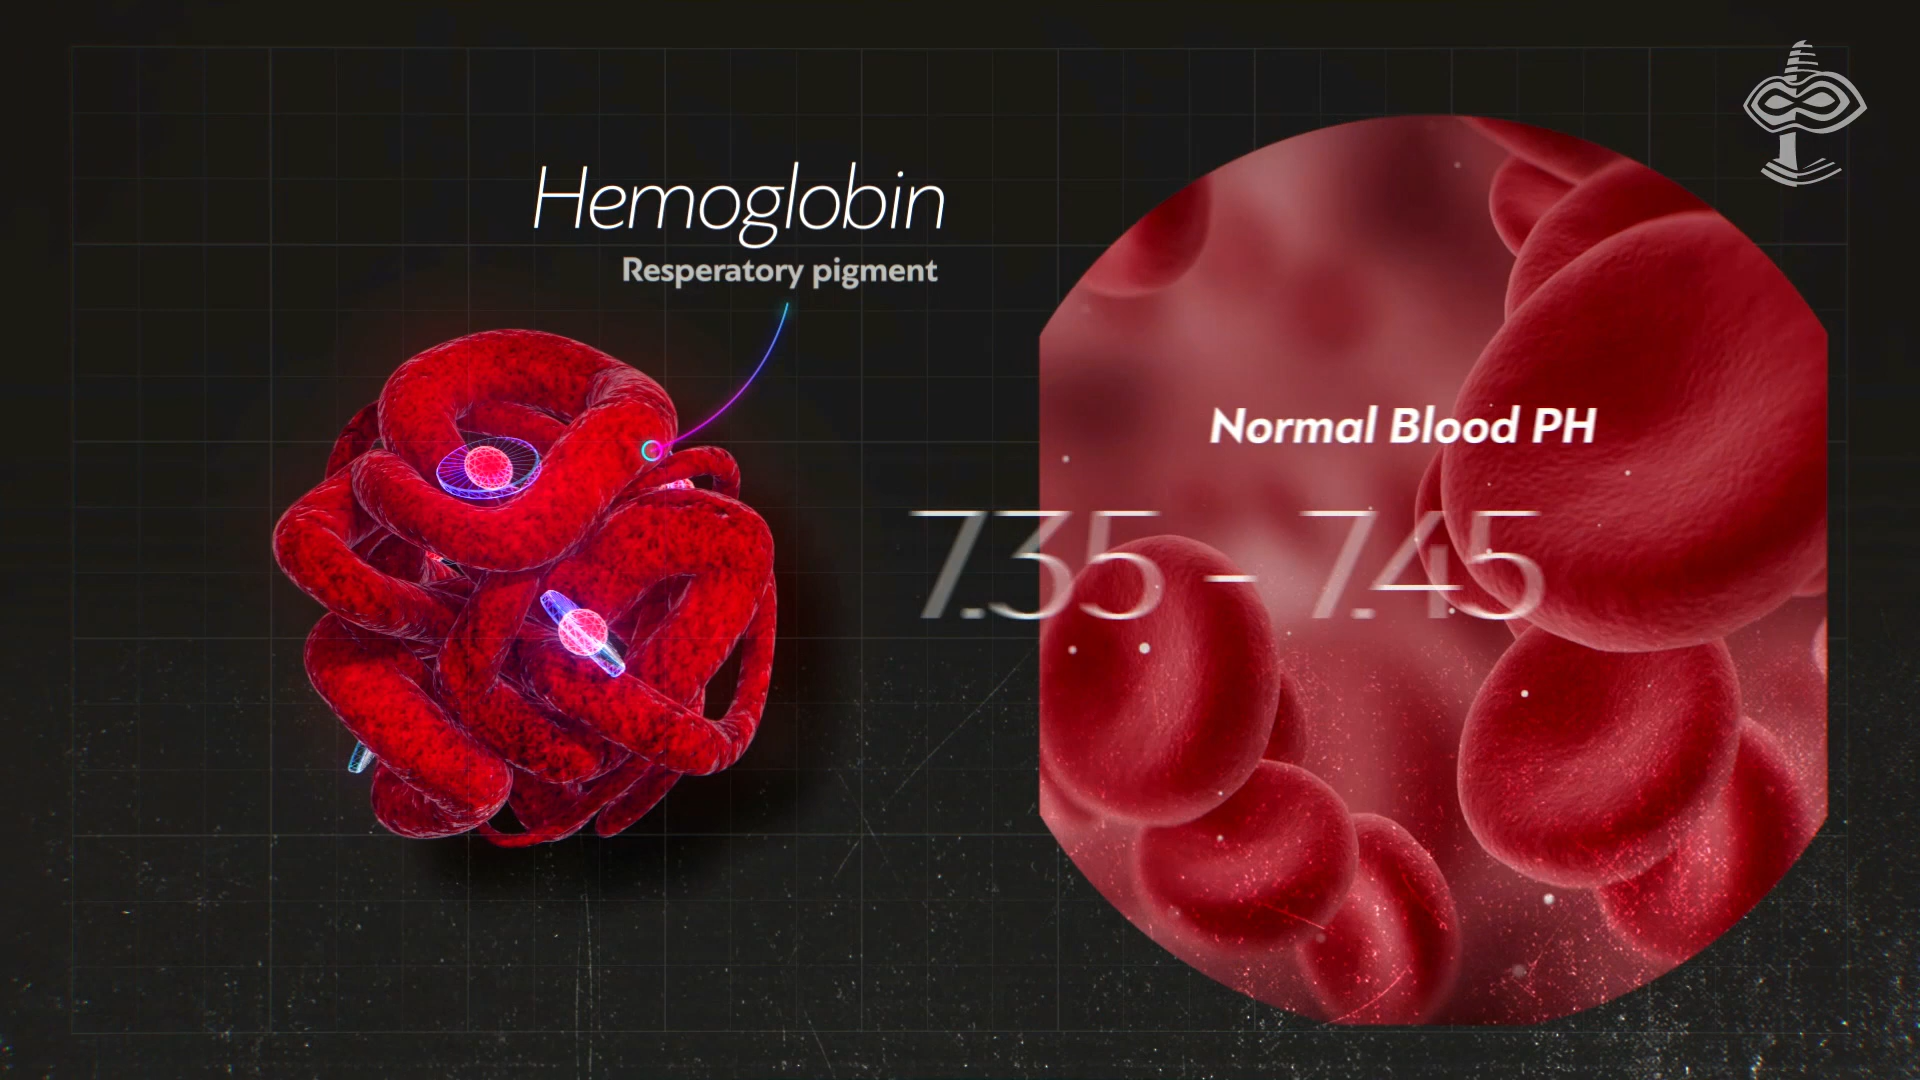 Hemoglobin
Resperatory pigment
Normal Blood PH
7.35 - 7.45